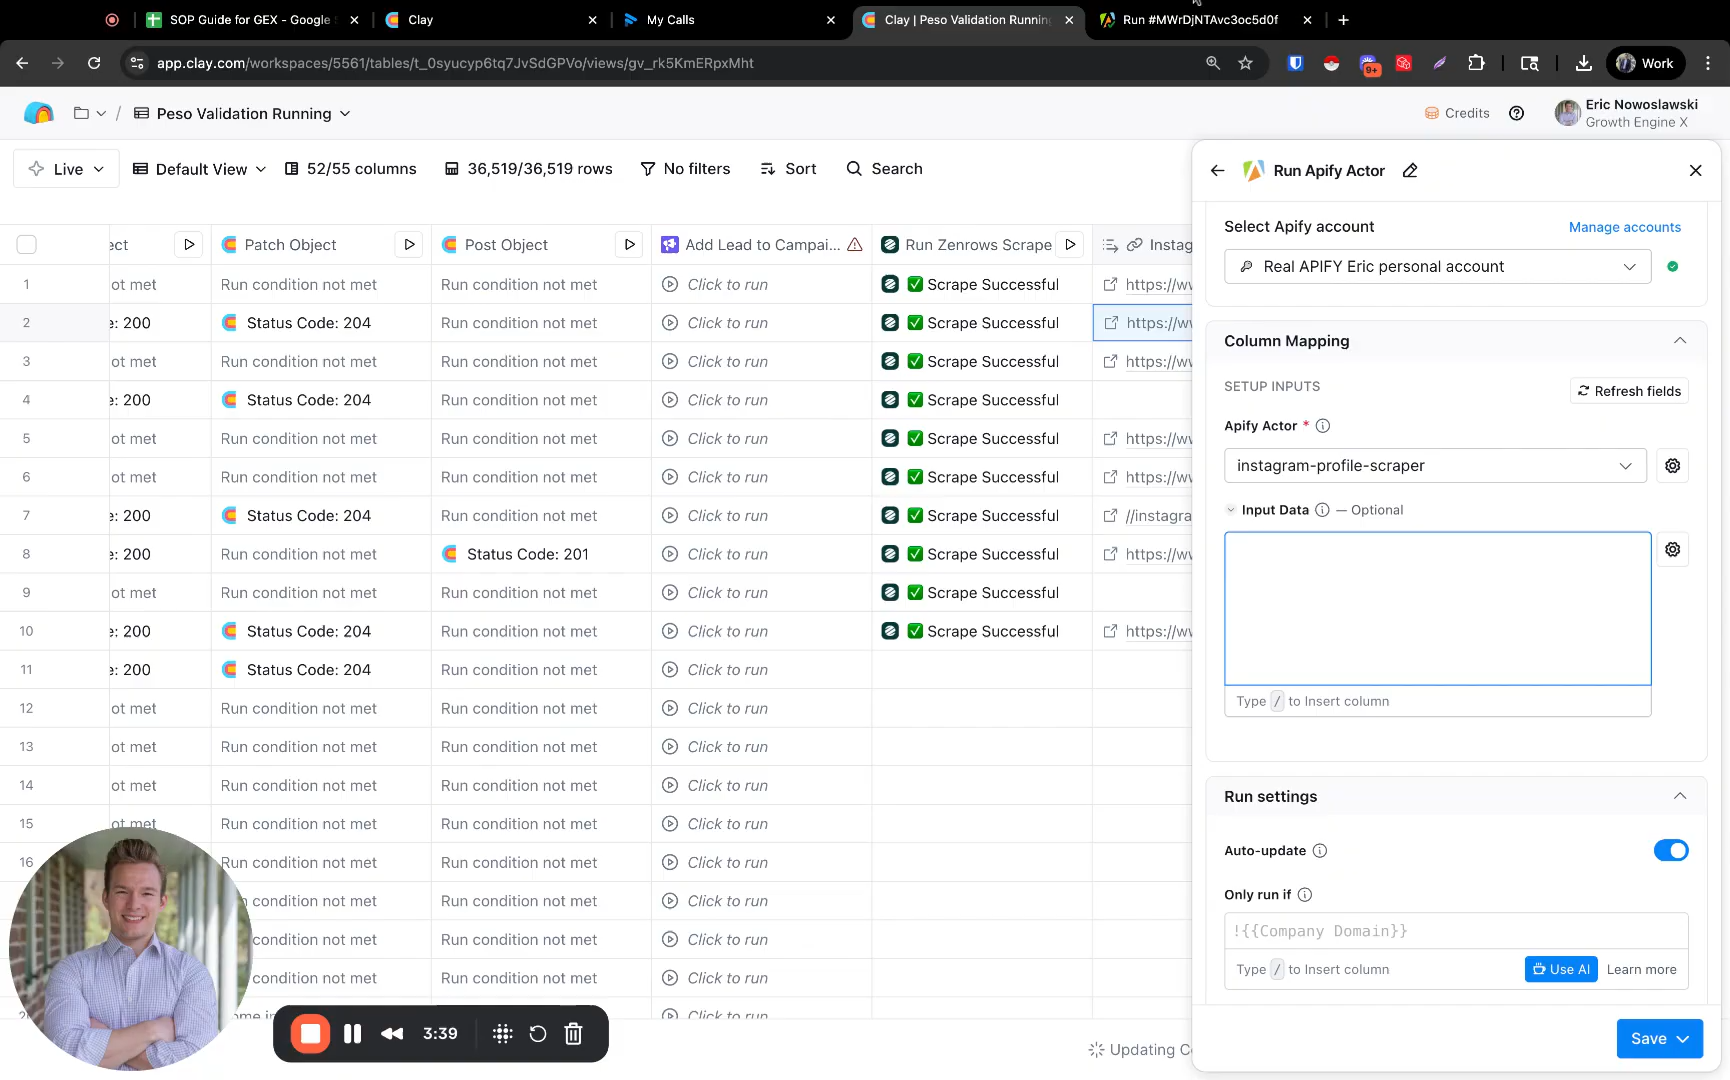 SOP Guide for GEX - Google
Clay
My Calls
Clay | Peso Validation Running
Run #MWrDjNTAvc3oc5d0f
app.clay.com/workspaces/5561/tables/t_0syucyp6tq7JvSdGPVo/views/gv_rk5KmERpxMht
9+
Work
/ Peso Validation Running
Credits
Eric Nowoslawski
Growth Engine X
Live
Default View
52/55 columns
36,519/36,519 rows
No filters
Sort
Search
ect Patch Object Post Object Add Lead to Campai... Run Zenrows Scrape Instag
1 ot met Run condition not met Run condition not met Click to run ✅ Scrape Successful https://ww
2 e: 200 Status Code: 204 Run condition not met Click to run ✅ Scrape Successful https://ww
3 ot met Run condition not met Run condition not met Click to run ✅ Scrape Successful https://ww
4 e: 200 Status Code: 204 Run condition not met Click to run ✅ Scrape Successful
5 ot met Run condition not met Run condition not met Click to run ✅ Scrape Successful https://ww
6 ot met Run condition not met Run condition not met Click to run ✅ Scrape Successful https://ww
7 e: 200 Status Code: 204 Run condition not met Click to run ✅ Scrape Successful //instagra
8 e: 200 Run condition not met Status Code: 201 Click to run ✅ Scrape Successful https://ww
9 ot met Run condition not met Run condition not met Click to run ✅ Scrape Successful
10 e: 200 Status Code: 204 Run condition not met Click to run ✅ Scrape Successful https://ww
11 e: 200 Status Code: 204 Run condition not met Click to run
12 ot met Run condition not met Run condition not met Click to run
13 ot met Run condition not met Run condition not met Click to run
14 ot met Run condition not met Run condition not met Click to run
15 ot met Run condition not met Run condition not met Click to run
16 Run condition not met Run condition not met Click to run
Run condition not met Run condition not met Click to run
condition not met Run condition not met Click to run
condition not met Run condition not met Click to run
Click to run
3:39
Updating Co
Run Apify Actor
Select Apify account
Manage accounts
Real APIFY Eric personal account
Column Mapping
SETUP INPUTS
Refresh fields
Apify Actor *
instagram-profile-scraper
Input Data — Optional
Type / to Insert column
Run settings
Auto-update
Only run if
!{{Company Domain}}
Type / to Insert column
Use AI
Learn more
Save